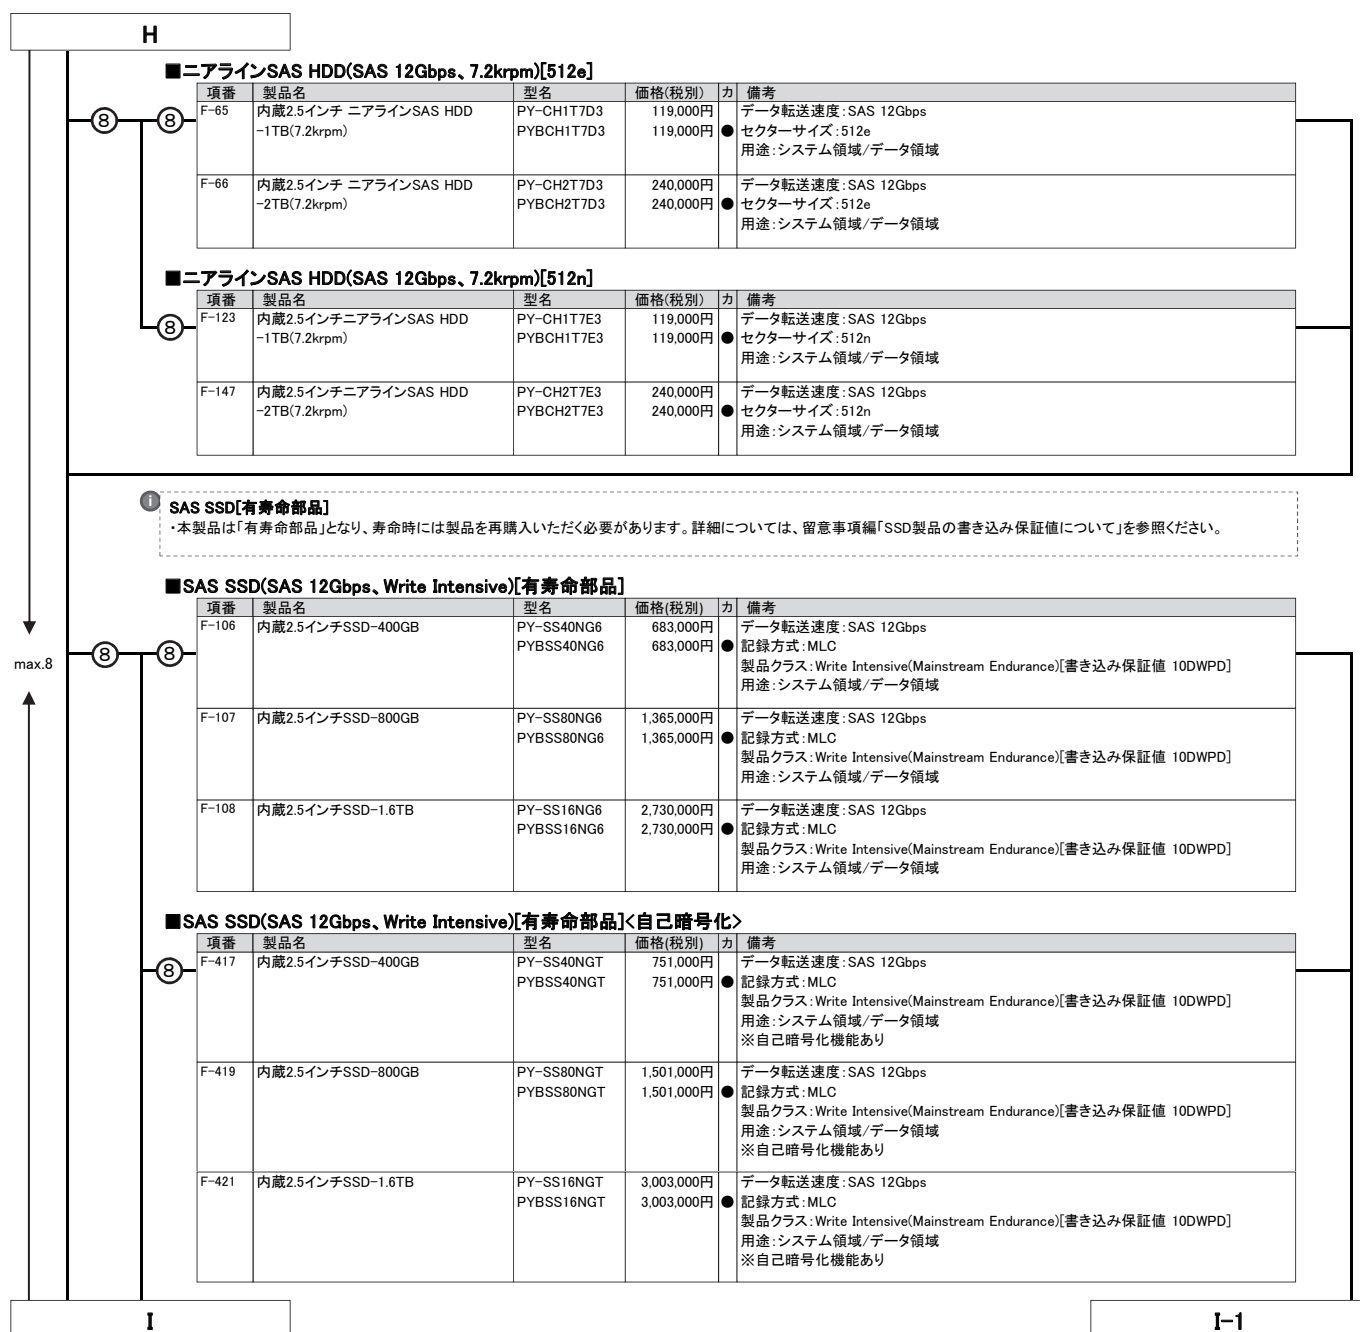 H
■ニアラインSAS HDD(SAS 12Gbps、7.2krpm)[512e]
項番 製品名 型名 価格(税別) カ 備考
F-65 内蔵2.5インチ ニアラインSAS HDD PY-CH1T7D3 119,000円 データ転送速度:SAS 12Gbps
⑧ ⑧ -1TB(7.2krpm) PYBCH1T7D3 119,000円 ● セクターサイズ:512e
用途:システム領域/データ領域
F-66 内蔵2.5インチ ニアラインSAS HDD PY-CH2T7D3 240,000円 データ転送速度:SAS 12Gbps
-2TB(7.2krpm) PYBCH2T7D3 240,000円 ● セクターサイズ:512e
用途:システム領域/データ領域
■ニアラインSAS HDD(SAS 12Gbps、7.2krpm)[512n]
項番 製品名 型名 価格(税別) カ 備考
F-123 内蔵2.5インチニアラインSAS HDD PY-CH1T7E3 119,000円 データ転送速度:SAS 12Gbps
⑧ -1TB(7.2krpm) PYBCH1T7E3 119,000円 ● セクターサイズ:512n
用途:システム領域/データ領域
F-147 内蔵2.5インチニアラインSAS HDD PY-CH2T7E3 240,000円 データ転送速度:SAS 12Gbps
-2TB(7.2krpm) PYBCH2T7E3 240,000円 ● セクターサイズ:512n
用途:システム領域/データ領域
i SAS SSD[有寿命部品]
・本製品は「有寿命部品」となり、寿命時には製品を再購入いただく必要があります。詳細については、留意事項編「SSD製品の書き込み保証値について」を参照ください。
■SAS SSD(SAS 12Gbps、Write Intensive)[有寿命部品]
項番 製品名 型名 価格(税別) カ 備考
F-106 内蔵2.5インチSSD-400GB PY-SS40NG6 683,000円 データ転送速度:SAS 12Gbps
max.8 ⑧ ⑧ PYBSS40NG6 683,000円 ● 記録方式:MLC
製品クラス:Write Intensive(Mainstream Endurance)[書き込み保証値 10DWPD]
用途:システム領域/データ領域
F-107 内蔵2.5インチSSD-800GB PY-SS80NG6 1,365,000円 データ転送速度:SAS 12Gbps
PYBSS80NG6 1,365,000円 ● 記録方式:MLC
製品クラス:Write Intensive(Mainstream Endurance)[書き込み保証値 10DWPD]
用途:システム領域/データ領域
F-108 内蔵2.5インチSSD-1.6TB PY-SS16NG6 2,730,000円 データ転送速度:SAS 12Gbps
PYBSS16NG6 2,730,000円 ● 記録方式:MLC
製品クラス:Write Intensive(Mainstream Endurance)[書き込み保証値 10DWPD]
用途:システム領域/データ領域
■SAS SSD(SAS 12Gbps、Write Intensive)[有寿命部品]<自己暗号化>
項番 製品名 型名 価格(税別) カ 備考
F-417 内蔵2.5インチSSD-400GB PY-SS40NGT 751,000円 データ転送速度:SAS 12Gbps
⑧ PYBSS40NGT 751,000円 ● 記録方式:MLC
製品クラス:Write Intensive(Mainstream Endurance)[書き込み保証値 10DWPD]
用途:システム領域/データ領域
※自己暗号化機能あり
F-419 内蔵2.5インチSSD-800GB PY-SS80NGT 1,501,000円 データ転送速度:SAS 12Gbps
PYBSS80NGT 1,501,000円 ● 記録方式:MLC
製品クラス:Write Intensive(Mainstream Endurance)[書き込み保証値 10DWPD]
用途:システム領域/データ領域
※自己暗号化機能あり
F-421 内蔵2.5インチSSD-1.6TB PY-SS16NGT 3,003,000円 データ転送速度:SAS 12Gbps
PYBSS16NGT 3,003,000円 ● 記録方式:MLC
製品クラス:Write Intensive(Mainstream Endurance)[書き込み保証値 10DWPD]
用途:システム領域/データ領域
※自己暗号化機能あり
I I-1